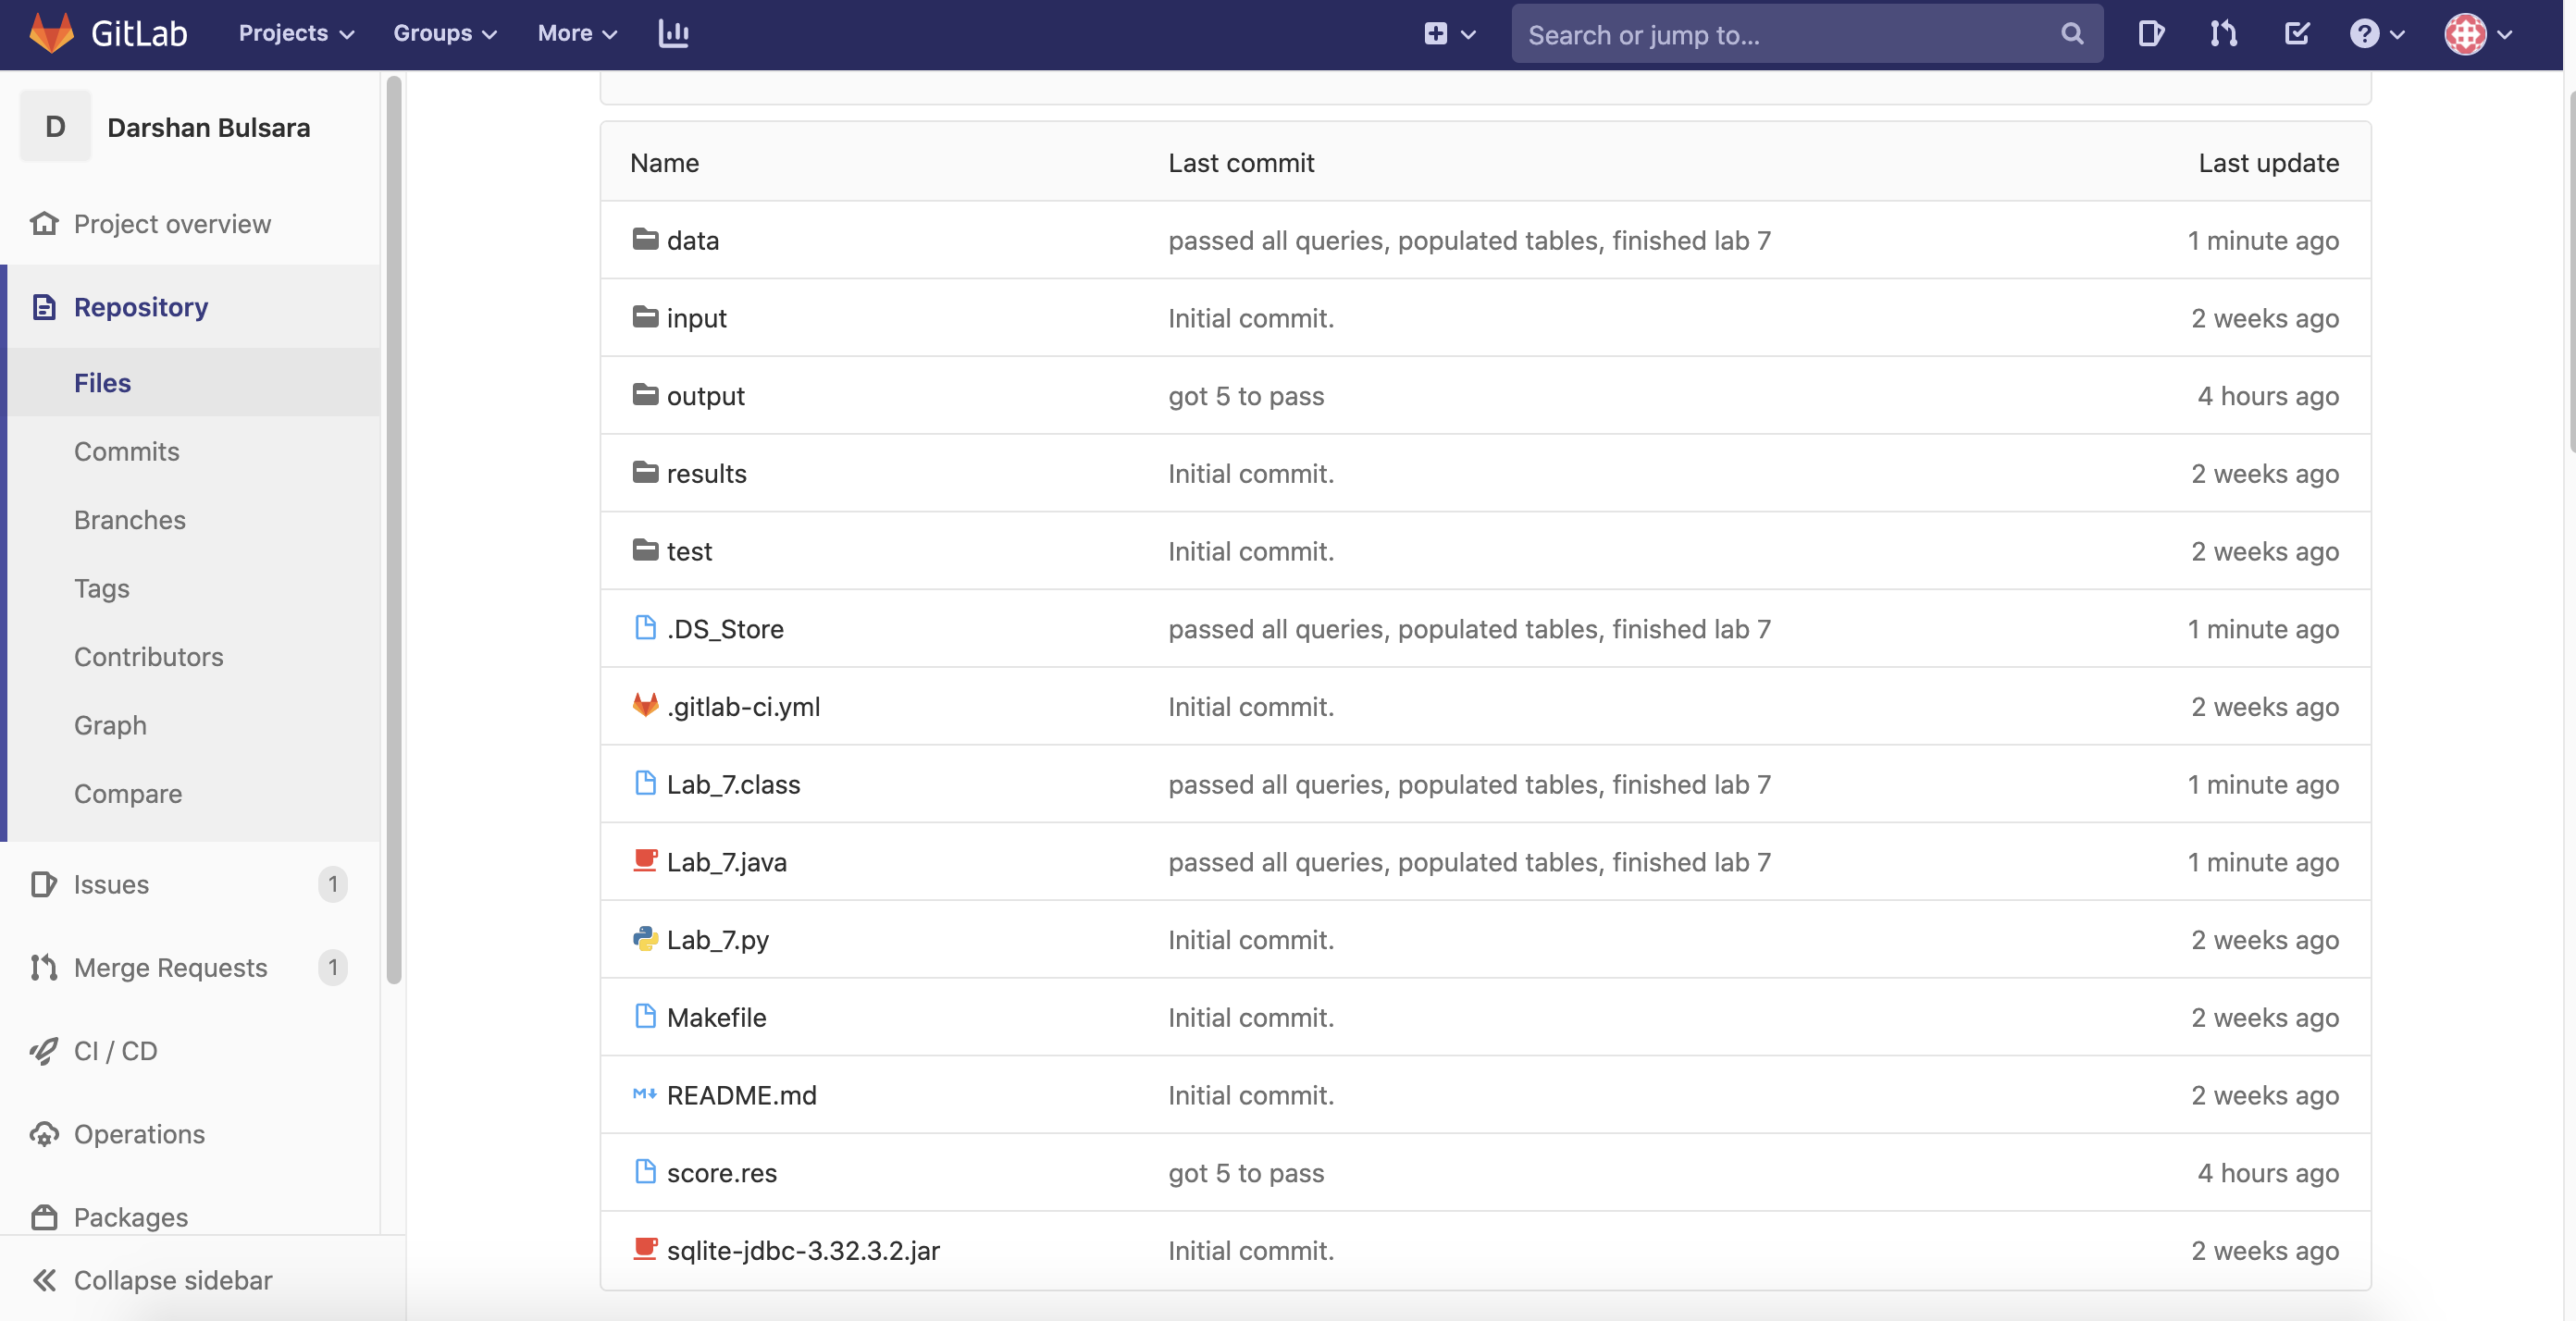 GitLab Projects Groups More Search or jump to...
D Darshan Bulsara
Project overview
Repository
Files
Commits
Branches
Tags
Contributors
Graph
Compare
Issues 1
Merge Requests 1
CI / CD
Operations
Packages
Collapse sidebar
Name Last commit Last update
data passed all queries, populated tables, finished lab 7 1 minute ago
input Initial commit. 2 weeks ago
output got 5 to pass 4 hours ago
results Initial commit. 2 weeks ago
test Initial commit. 2 weeks ago
.DS_Store passed all queries, populated tables, finished lab 7 1 minute ago
.gitlab-ci.yml Initial commit. 2 weeks ago
Lab_7.class passed all queries, populated tables, finished lab 7 1 minute ago
Lab_7.java passed all queries, populated tables, finished lab 7 1 minute ago
Lab_7.py Initial commit. 2 weeks ago
Makefile Initial commit. 2 weeks ago
README.md Initial commit. 2 weeks ago
score.res got 5 to pass 4 hours ago
sqlite-jdbc-3.32.3.2.jar Initial commit. 2 weeks ago